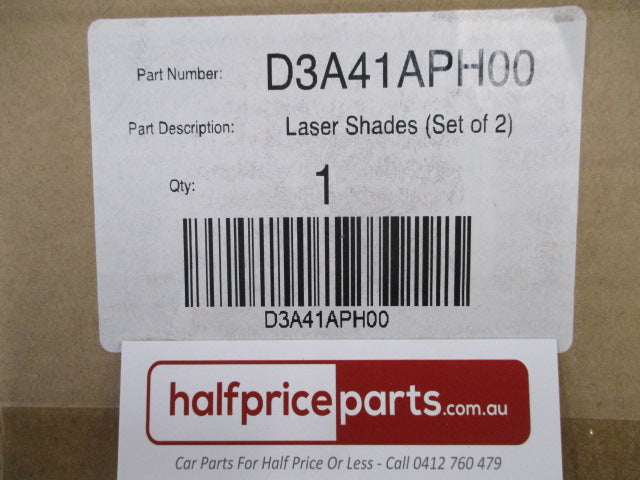 Part Number: D3A41APH00
Part Description: Laser Shades (Set of 2)
Qty: 1
D3A41APH00
halfpriceparts.com.au
Car Parts For Half Price Or Less - Call 0412 760 479